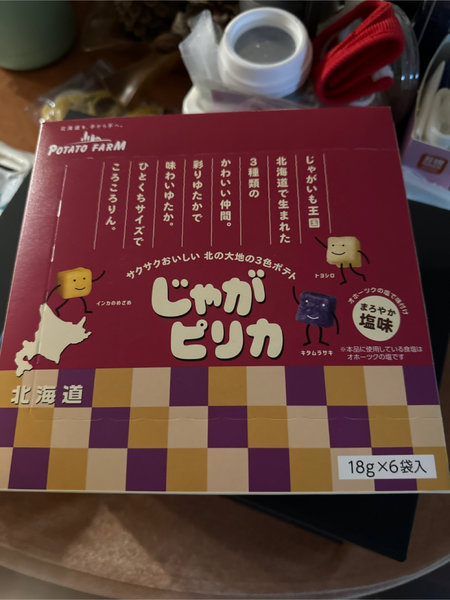 北海道を、手から手へ。
POTATO FARM
じゃがいも王国
北海道で生まれた
3種類の
かわいい仲間。
彩りゆたかで
味わいゆたか。
ひとくちサイズで
ころころりん。
サクサクおいしい 北の大地の3色ポテト
インカのめざめ
トヨシロ
キタムラサキ
じゃが
ピリカ
オホーツクの塩で味付け
まろやか
塩味
※本品に使用している食塩は
オホーツクの塩です
北海道
18g×6袋入